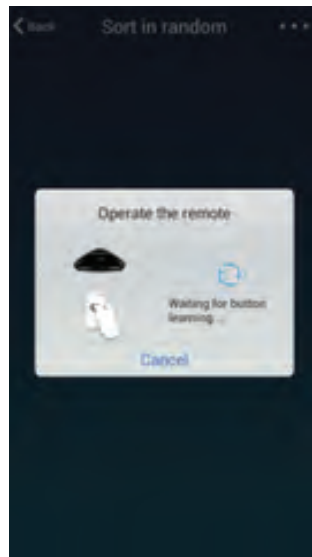 Back
Sort in random
Operate the remote
Waiting for button
learning ...
Cancel